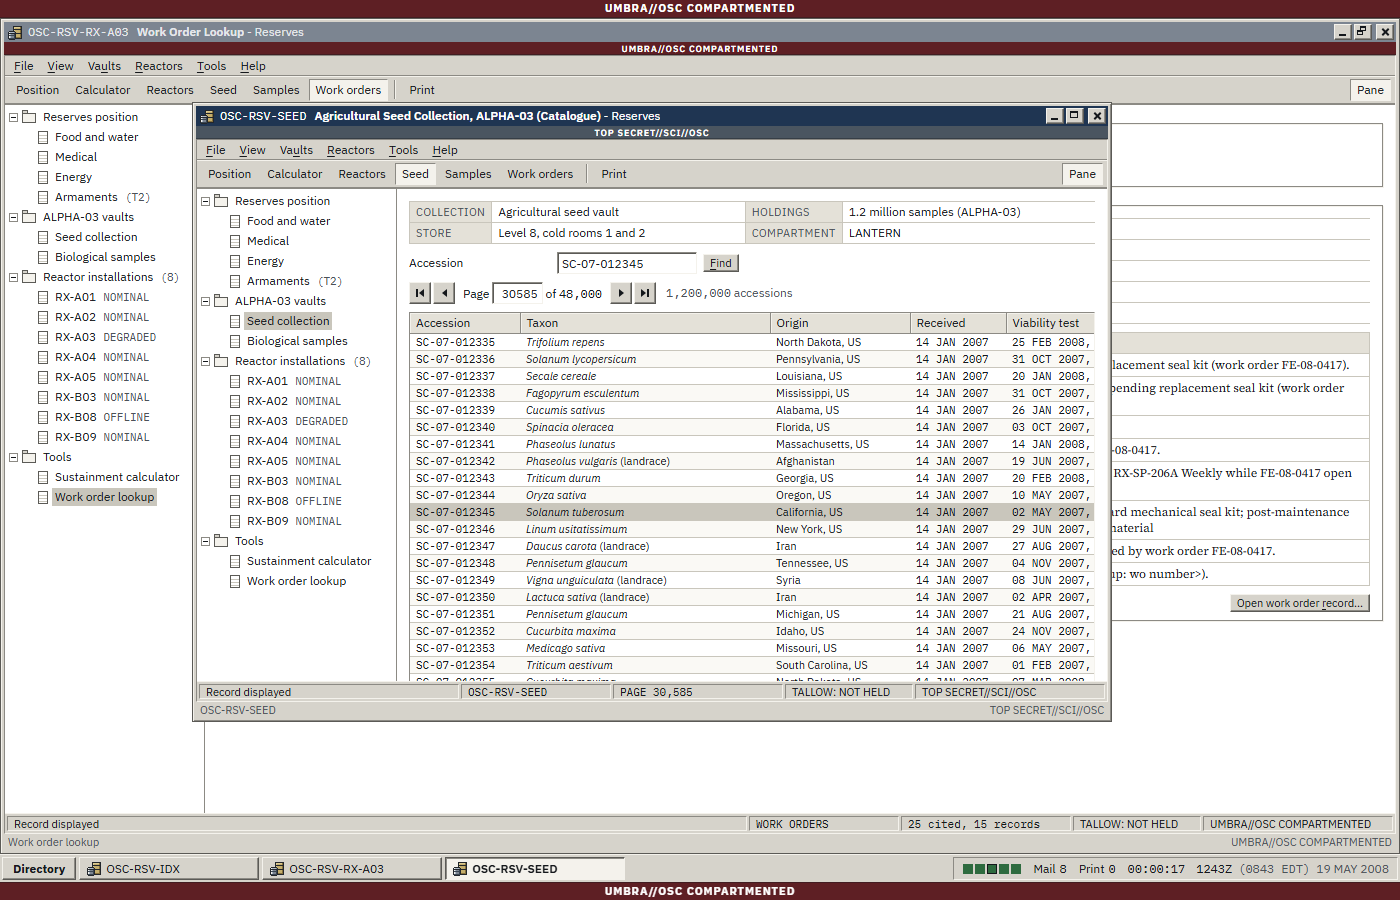 UMBRA//OSC COMPARTMENTED
OSC-RSV-RX-A03 Work Order Lookup - Reserves
UMBRA//OSC COMPARTMENTED
File View Vaults Reactors Tools Help
Position Calculator Reactors Seed Samples Work orders Print Pane
Reserves position
Food and water
Medical
Energy
Armaments (T2)
ALPHA-03 vaults
Seed collection
Biological samples
Reactor installations (8)
RX-A01 NOMINAL
RX-A02 NOMINAL
RX-A03 DEGRADED
RX-A04 NOMINAL
RX-A05 NOMINAL
RX-B03 NOMINAL
RX-B08 OFFLINE
RX-B09 NOMINAL
Tools
Sustainment calculator
Work order lookup
OSC-RSV-SEED Agricultural Seed Collection, ALPHA-03 (Catalogue) - Reserves
TOP SECRET//SCI//OSC
File View Vaults Reactors Tools Help
Position Calculator Reactors Seed Samples Work orders Print Pane
Reserves position
Food and water
Medical
Energy
Armaments (T2)
ALPHA-03 vaults
Seed collection
Biological samples
Reactor installations (8)
RX-A01 NOMINAL
RX-A02 NOMINAL
RX-A03 DEGRADED
RX-A04 NOMINAL
RX-A05 NOMINAL
RX-B03 NOMINAL
RX-B08 OFFLINE
RX-B09 NOMINAL
Tools
Sustainment calculator
Work order lookup
COLLECTION Agricultural seed vault HOLDINGS 1.2 million samples (ALPHA-03)
STORE Level 8, cold rooms 1 and 2 COMPARTMENT LANTERN
Accession SC-07-012345 Find
Page 30585 of 48,000 1,200,000 accessions
Accession Taxon Origin Received Viability test
SC-07-012335 Trifolium repens North Dakota, US 14 JAN 2007 25 FEB 2008,
SC-07-012336 Solanum lycopersicum Pennsylvania, US 14 JAN 2007 31 OCT 2007,
SC-07-012337 Secale cereale Louisiana, US 14 JAN 2007 20 JAN 2008,
SC-07-012338 Fagopyrum esculentum Mississippi, US 14 JAN 2007 31 OCT 2007,
SC-07-012339 Cucumis sativus Alabama, US 14 JAN 2007 26 JAN 2007,
SC-07-012340 Spinacia oleracea Florida, US 14 JAN 2007 03 OCT 2007,
SC-07-012341 Phaseolus lunatus Massachusetts, US 14 JAN 2007 14 JAN 2008,
SC-07-012342 Phaseolus vulgaris (landrace) Afghanistan 14 JAN 2007 19 JUN 2007,
SC-07-012343 Triticum durum Georgia, US 14 JAN 2007 20 FEB 2008,
SC-07-012344 Oryza sativa Oregon, US 14 JAN 2007 10 MAY 2007,
SC-07-012345 Solanum tuberosum California, US 14 JAN 2007 02 MAY 2007,
SC-07-012346 Linum usitatissimum New York, US 14 JAN 2007 29 JUN 2007,
SC-07-012347 Daucus carota (landrace) Iran 14 JAN 2007 27 AUG 2007,
SC-07-012348 Pennisetum glaucum Tennessee, US 14 JAN 2007 04 NOV 2007,
SC-07-012349 Vigna unguiculata (landrace) Syria 14 JAN 2007 08 JUN 2007,
SC-07-012350 Lactuca sativa (landrace) Iran 14 JAN 2007 02 APR 2007,
SC-07-012351 Pennisetum glaucum Michigan, US 14 JAN 2007 21 AUG 2007,
SC-07-012352 Cucurbita maxima Idaho, US 14 JAN 2007 24 NOV 2007,
SC-07-012353 Medicago sativa Missouri, US 14 JAN 2007 06 MAY 2007,
SC-07-012354 Triticum aestivum South Carolina, US 14 JAN 2007 01 FEB 2007,
Record displayed OSC-RSV-SEED PAGE 30,585 TALLOW: NOT HELD TOP SECRET//SCI//OSC
OSC-RSV-SEED TOP SECRET//SCI//OSC
lacement seal kit (work order FE-08-0417).
pending replacement seal kit (work order
-08-0417.
RX-SP-206A Weekly while FE-08-0417 open
ard mechanical seal kit; post-maintenance
material
ed by work order FE-08-0417.
up: wo number>).
Open work order record...
Record displayed WORK ORDERS 25 cited, 15 records TALLOW: NOT HELD UMBRA//OSC COMPARTMENTED
Work order lookup UMBRA//OSC COMPARTMENTED
Directory OSC-RSV-IDX OSC-RSV-RX-A03 OSC-RSV-SEED Mail 8 Print 0 00:00:17 1243Z (0843 EDT) 19 MAY 2008
UMBRA//OSC COMPARTMENTED